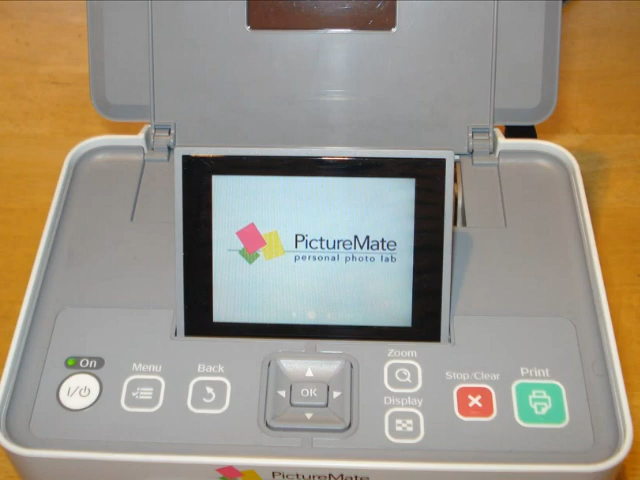 PictureMate
personal photo lab
On
I/
Menu
Back
OK
Zoom
Display
Stop/Clear
Print
PictureMate